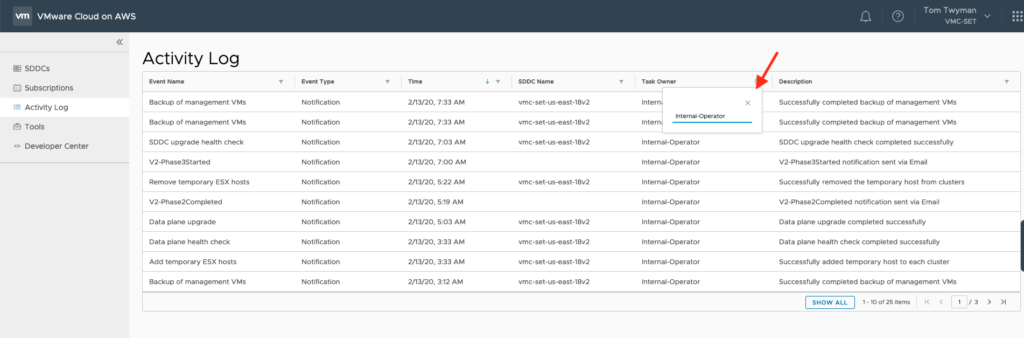 vm VMware Cloud on AWS
Tom Twyman
VMC-SET
SDDCs
Subscriptions
Activity Log
Tools
Developer Center
Activity Log
Event Name Event Type Time SDDC Name Task Owner Description
Backup of management VMs Notification 2/13/20, 7:33 AM vmc-set-us-east-18v2 Intern Successfully completed backup of management VMs
Internal-Operator
Backup of management VMs Notification 2/13/20, 7:03 AM vmc-set-us-east-18v2 Intern Successfully completed backup of management VMs
SDDC upgrade health check Notification 2/13/20, 7:03 AM vmc-set-us-east-18v2 Internal-Operator SDDC upgrade health check completed successfully
V2-Phase3Started Notification 2/13/20, 7:00 AM Internal-Operator V2-Phase3Started notification sent via Email
Remove temporary ESX hosts Notification 2/13/20, 5:22 AM vmc-set-us-east-18v2 Internal-Operator Successfully removed the temporary host from clusters
V2-Phase2Completed Notification 2/13/20, 5:19 AM Internal-Operator V2-Phase2Completed notification sent via Email
Data plane upgrade Notification 2/13/20, 5:03 AM vmc-set-us-east-18v2 Internal-Operator Data plane upgrade completed successfully
Data plane health check Notification 2/13/20, 3:33 AM vmc-set-us-east-18v2 Internal-Operator Data plane health check completed successfully
Add temporary ESX hosts Notification 2/13/20, 3:33 AM vmc-set-us-east-18v2 Internal-Operator Successfully added temporary host to each cluster
Backup of management VMs Notification 2/13/20, 3:12 AM vmc-set-us-east-18v2 Internal-Operator Successfully completed backup of management VMs
SHOW ALL 1 - 10 of 25 items 1 / 3